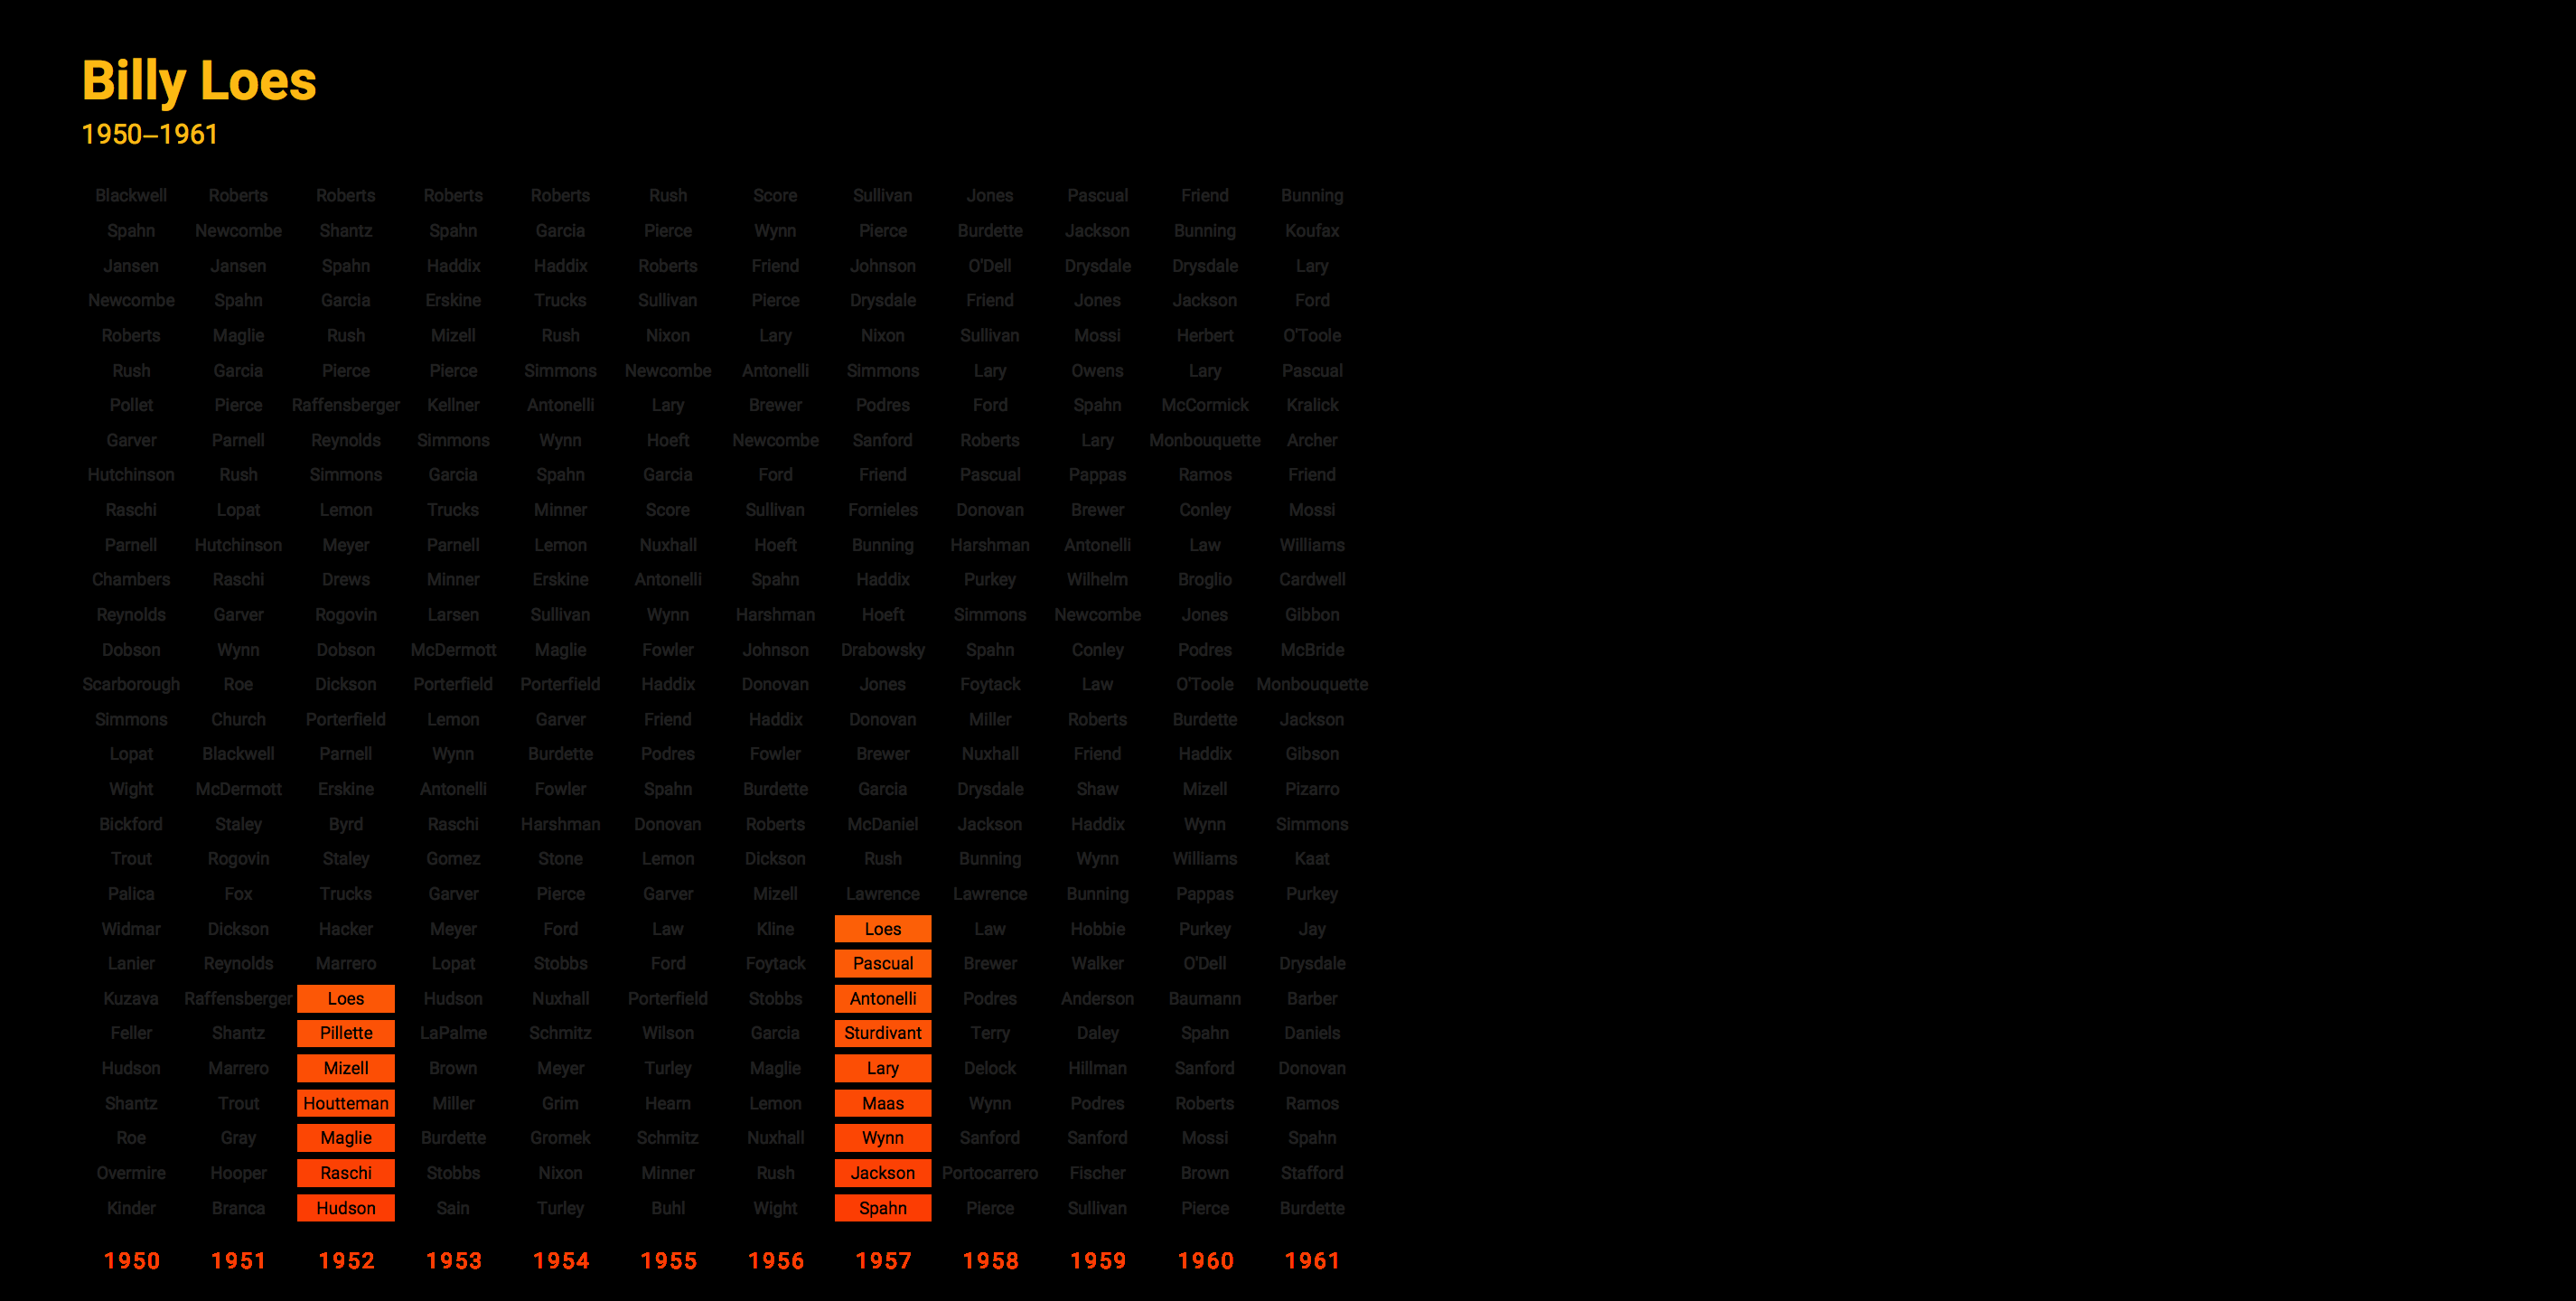 Billy Loes
1950–1961
Blackwell Roberts Roberts Roberts Roberts Rush Score Sullivan Jones Pascual Friend Bunning
Spahn Newcombe Shantz Spahn Garcia Pierce Wynn Pierce Burdette Jackson Bunning Koufax
Jansen Jansen Spahn Haddix Haddix Roberts Friend Johnson O'Dell Drysdale Drysdale Lary
Newcombe Spahn Garcia Erskine Trucks Sullivan Pierce Drysdale Friend Jones Jackson Ford
Roberts Maglie Rush Mizell Rush Nixon Lary Nixon Sullivan Mossi Herbert O'Toole
Rush Garcia Pierce Pierce Simmons Newcombe Antonelli Simmons Lary Owens Lary Pascual
Pollet Pierce Raffensberger Kellner Antonelli Lary Brewer Podres Ford Spahn McCormick Kralick
Garver Parnell Reynolds Simmons Wynn Hoeft Newcombe Sanford Roberts Lary Monbouquette Archer
Hutchinson Rush Simmons Garcia Spahn Garcia Ford Friend Pascual Pappas Ramos Friend
Raschi Lopat Lemon Trucks Minner Score Sullivan Fornieles Donovan Brewer Conley Mossi
Parnell Hutchinson Meyer Parnell Lemon Nuxhall Hoeft Bunning Harshman Antonelli Law Williams
Chambers Raschi Drews Minner Erskine Antonelli Spahn Haddix Purkey Wilhelm Broglio Cardwell
Reynolds Garver Rogovin Larsen Sullivan Wynn Harshman Hoeft Simmons Newcombe Jones Gibbon
Dobson Wynn Dobson McDermott Maglie Fowler Johnson Drabowsky Spahn Conley Podres McBride
Scarborough Roe Dickson Porterfield Porterfield Haddix Donovan Jones Foytack Law O'Toole Monbouquette
Simmons Church Porterfield Lemon Garver Friend Haddix Donovan Miller Roberts Burdette Jackson
Lopat Blackwell Parnell Wynn Burdette Podres Fowler Brewer Nuxhall Friend Haddix Gibson
Wight McDermott Erskine Antonelli Fowler Spahn Burdette Garcia Drysdale Shaw Mizell Pizarro
Bickford Staley Byrd Raschi Harshman Donovan Roberts McDaniel Jackson Haddix Wynn Simmons
Trout Rogovin Staley Gomez Stone Lemon Dickson Rush Bunning Wynn Williams Kaat
Palica Fox Trucks Garver Pierce Garver Mizell Lawrence Lawrence Bunning Pappas Purkey
Widmar Dickson Hacker Meyer Ford Law Kline Loes Law Hobbie Purkey Jay
Lanier Reynolds Marrero Lopat Stobbs Ford Foytack Pascual Brewer Walker O'Dell Drysdale
Kuzava Raffensberger Loes Hudson Nuxhall Porterfield Stobbs Antonelli Podres Anderson Baumann Barber
Feller Shantz Pillette LaPalme Schmitz Wilson Garcia Sturdivant Terry Daley Spahn Daniels
Hudson Marrero Mizell Brown Meyer Turley Maglie Lary Delock Hillman Sanford Donovan
Shantz Trout Houtteman Miller Grim Hearn Lemon Maas Wynn Podres Roberts Ramos
Roe Gray Maglie Burdette Gromek Schmitz Nuxhall Wynn Sanford Sanford Mossi Spahn
Overmire Hooper Raschi Stobbs Nixon Minner Rush Jackson Portocarrero Fischer Brown Stafford
Kinder Branca Hudson Sain Turley Buhl Wight Spahn Pierce Sullivan Pierce Burdette
1950 1951 1952 1953 1954 1955 1956 1957 1958 1959 1960 1961